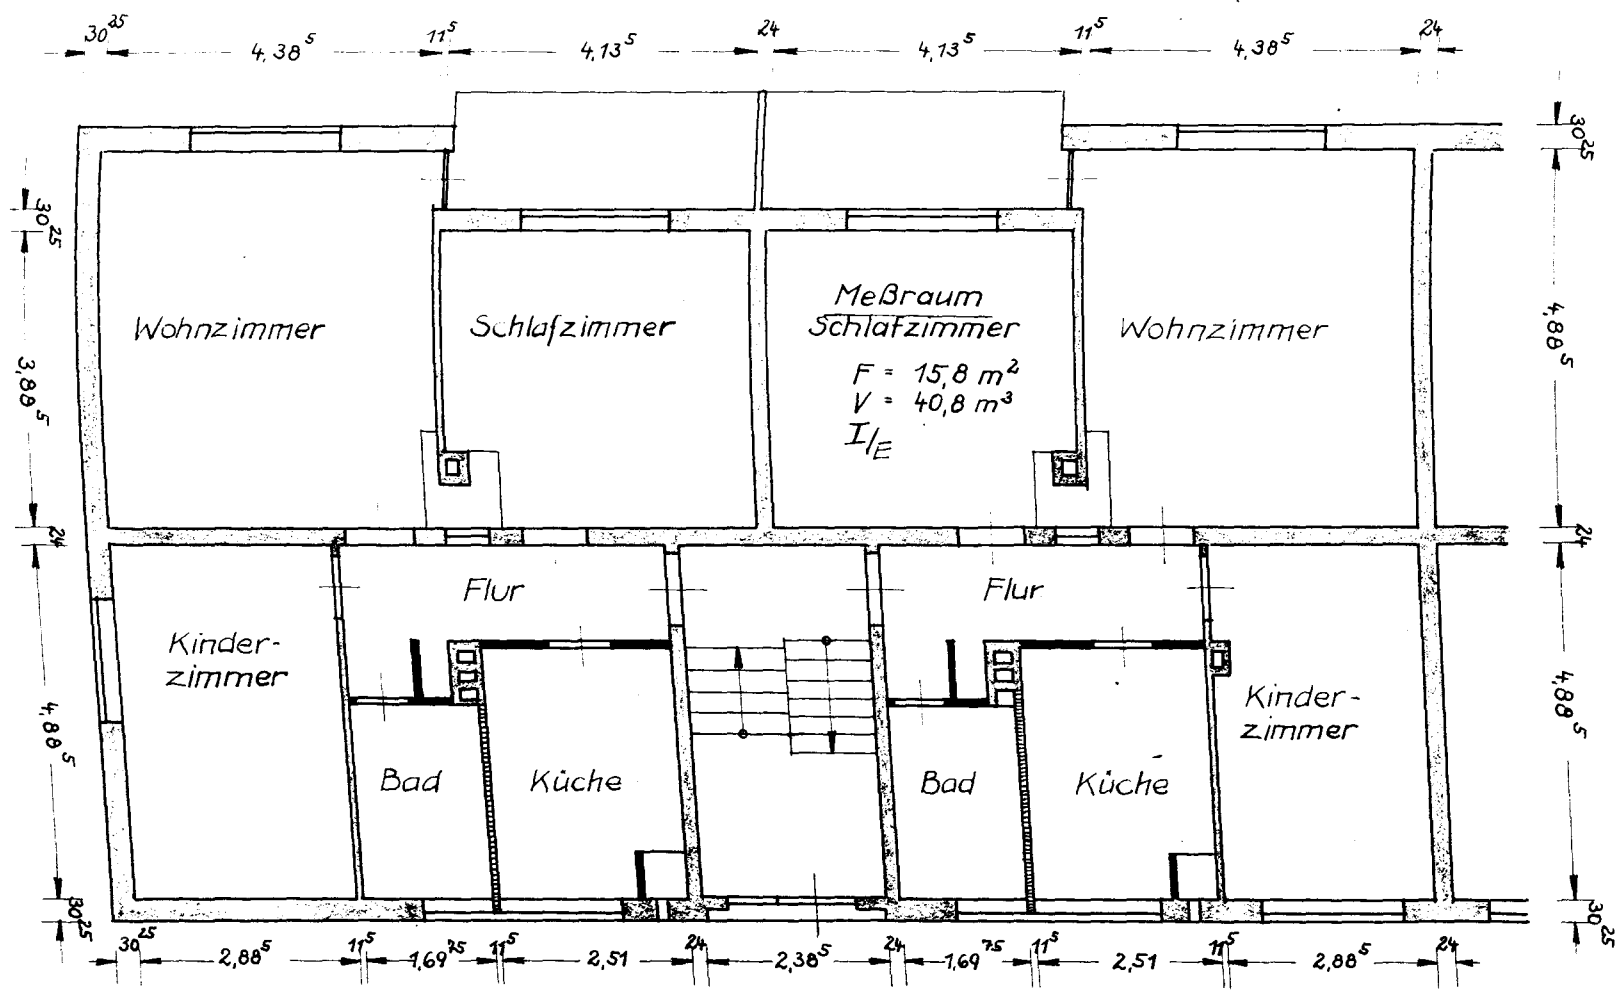 30²⁵ 4,38⁵ 11⁵ 4,13⁵ 24 4,13⁵ 11⁵ 4,38⁵ 24
30²⁵
30²⁵
Meßraum
Wohnzimmer Schlafzimmer Schlafzimmer Wohnzimmer
F = 15,8 m²
V = 40,8 m³
I/E
3,88⁵
4,88⁵
24
24
Flur Flur
Kinder-
zimmer
Kinder-
zimmer
4,88⁵
4,88⁵
Bad Küche Bad Küche
30²⁵
30²⁵
30²⁵ 2,88⁵ 11⁵ 1,69⁷⁵ 11⁵ 2,51 24 2,38⁵ 24 1,69⁷⁵ 11⁵ 2,51 11⁵ 2,88⁵ 24